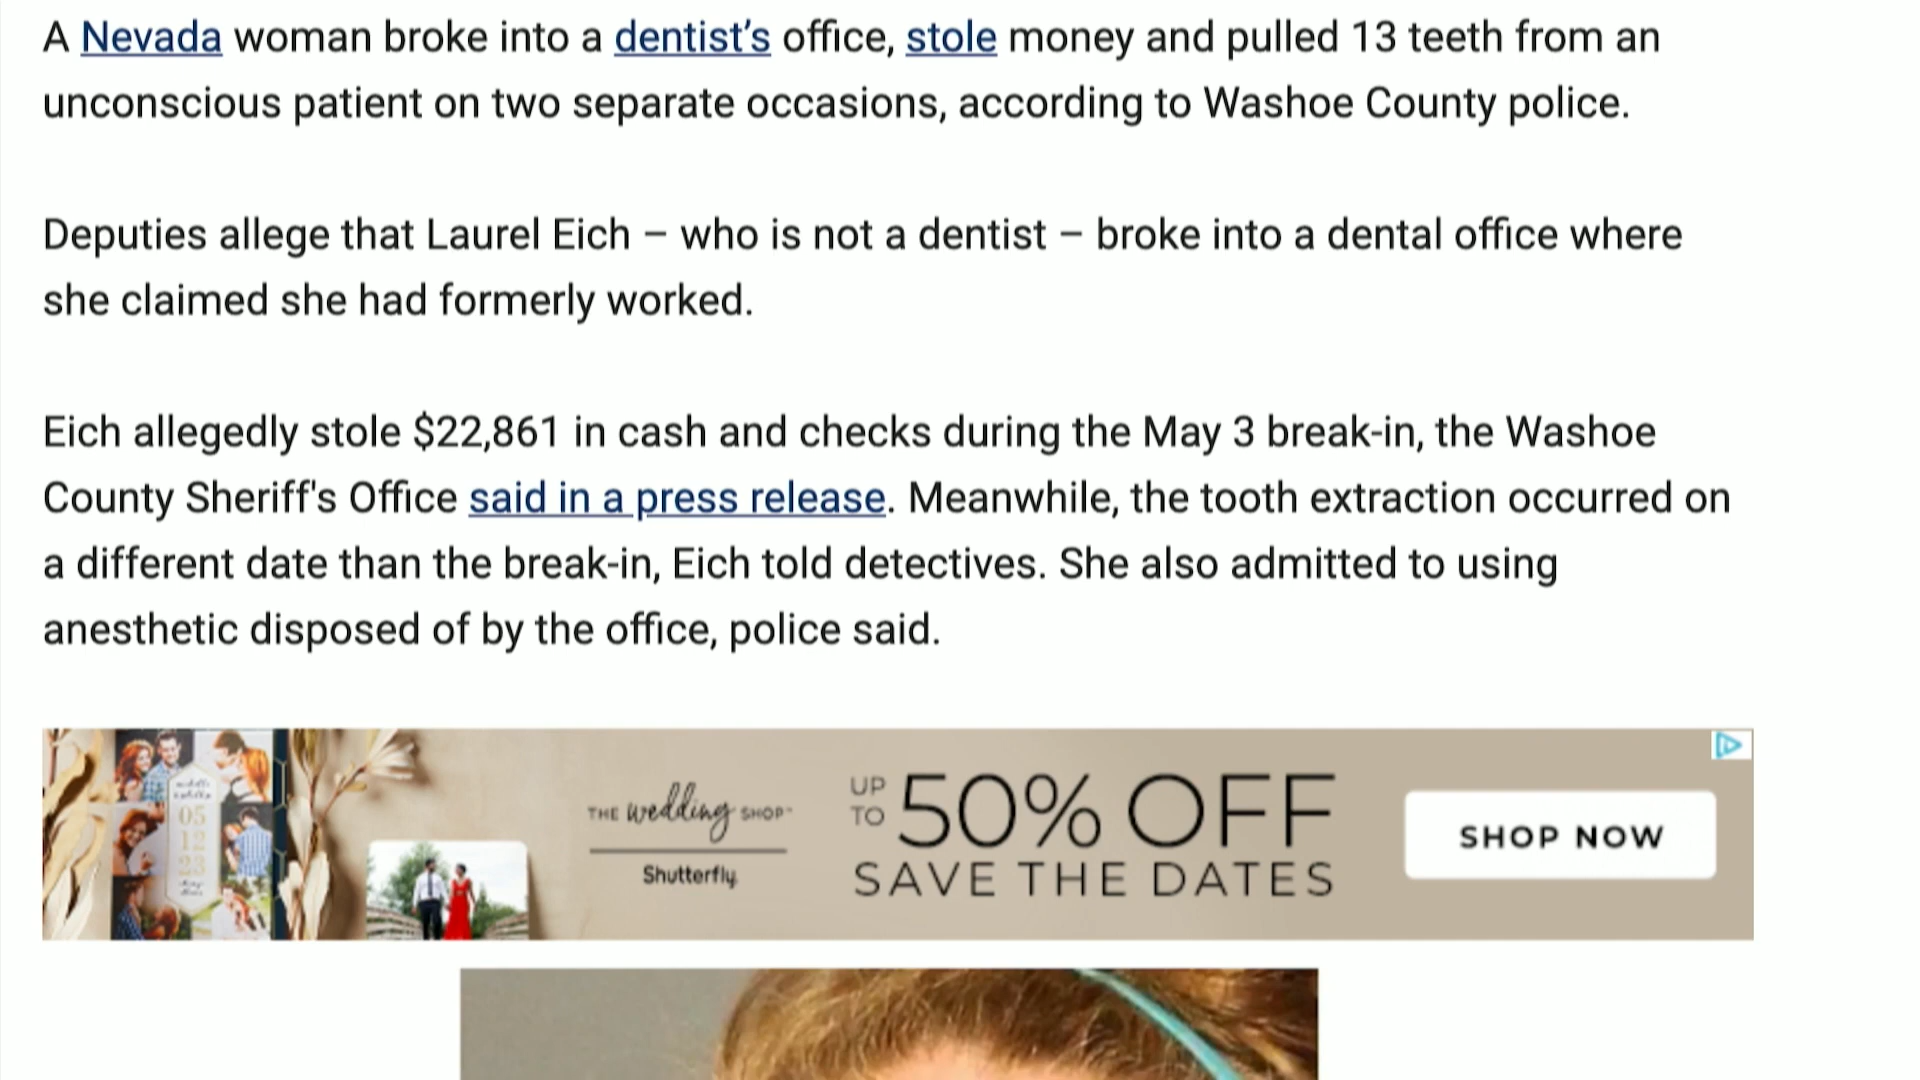 A Nevada woman broke into a dentist’s office, stole money and pulled 13 teeth from an
unconscious patient on two separate occasions, according to Washoe County police.
Deputies allege that Laurel Eich – who is not a dentist – broke into a dental office where
she claimed she had formerly worked.
Eich allegedly stole $22,861 in cash and checks during the May 3 break-in, the Washoe
County Sheriff's Office said in a press release. Meanwhile, the tooth extraction occurred on
a different date than the break-in, Eich told detectives. She also admitted to using
anesthetic disposed of by the office, police said.
05
12
23
THE wedding SHOP
Shutterfly
UP TO 50% OFF
SAVE THE DATES
SHOP NOW